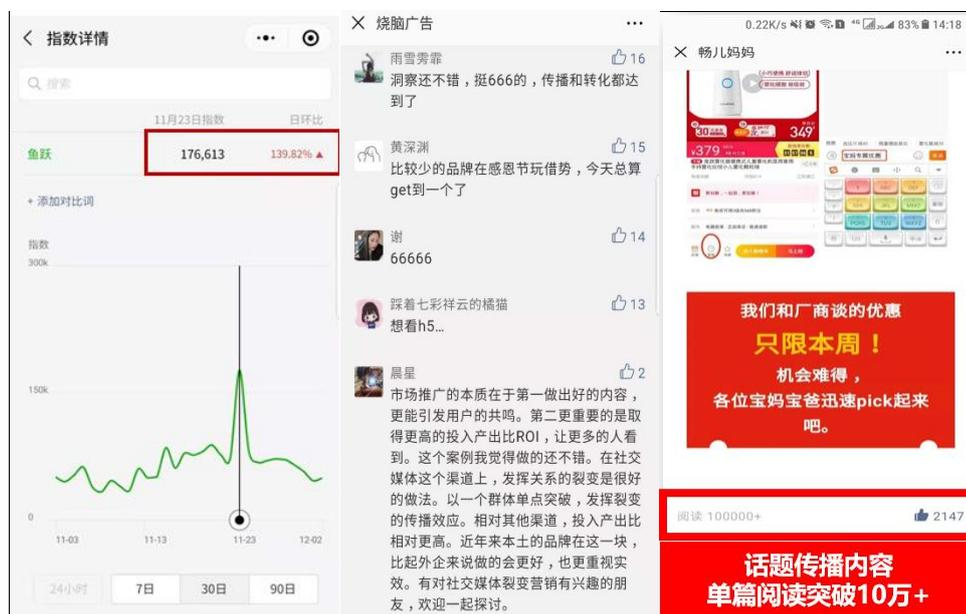 指数详情
搜索
11月23日指数
日环比
鱼跃
176,613
139.82%
+ 添加对比词
指数
300k
150k
0
11-03
11-13
11-23
12-02
24小时
7日
30日
90日
烧脑广告
雨雪雱霏
16
洞察还不错，挺666的，传播和转化都达
到了
黄深渊
15
比较少的品牌在感恩节玩借势，今天总算
get到一个了
谢
14
66666
踩着七彩祥云的橘猫
13
想看h5...
晨星
2
市场推广的本质在于第一做出好的内容，
更能引发用户的共鸣。第二更重要的是取
得更高的投入产出比ROI，让更多的人看
到。这个案例我觉得做的还不错。在社交
媒体这个渠道上，发挥关系的裂变是很好
的做法。以一个群体单点突破，发挥裂变
的传播效应。相对其他渠道，投入产出比
相对更高。近年来本土的品牌在这一块，
比起外企来说做的会更好，也更重视实
效。有对社交媒体裂变营销有兴趣的朋
友，欢迎一起探讨。
0.22K/s
4G
83%
14:18
畅儿妈妈
30
349
¥379
宝妈专属优惠
我们和厂商谈的优惠
只限本周！
机会难得，
各位宝妈宝爸迅速pick起来
吧。
阅读 100000+
2147
话题传播内容
单篇阅读突破10万+